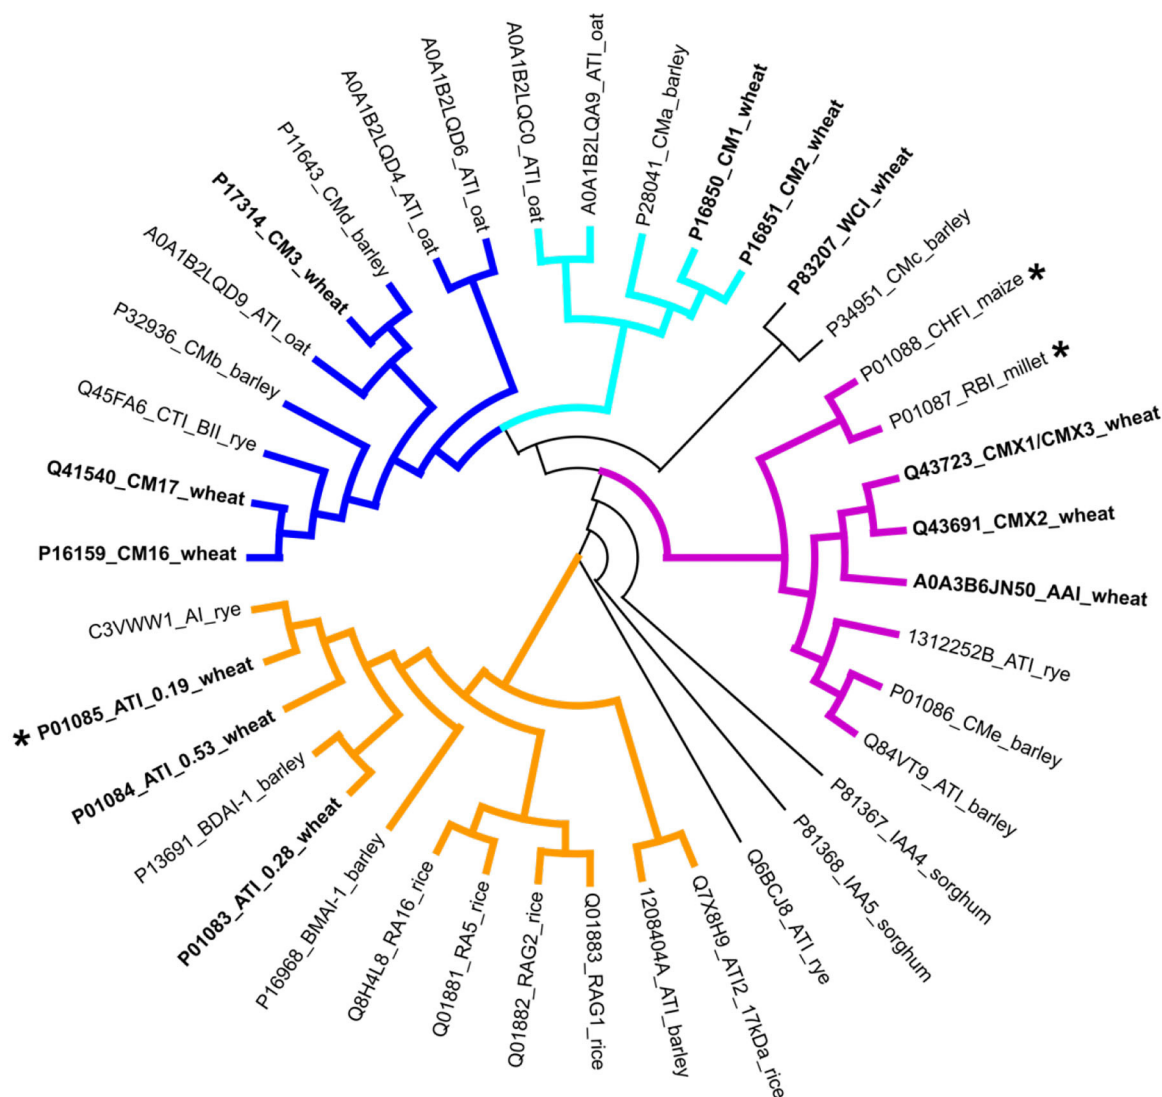 A0A1B2LQC0_ATI_oat
A0A1B2LQA9_ATI_oat
P28041_CMa_barley
P16850_CM1_wheat
P16851_CM2_wheat
P83207_WCI_wheat
P34951_CMc_barley
P01088_CHFI_maize *
P01087_RBI_millet *
Q43723_CMX1/CMX3_wheat
Q43691_CMX2_wheat
A0A3B6JN50_AAI_wheat
1312252B_ATI_rye
P01086_CMe_barley
Q84VT9_ATI_barley
P81367_IAA4_sorghum
P81368_IAA5_sorghum
Q6BCJ8_ATI_rye
Q7X8H9_ATI2_17kDa_rice
1208404A_ATI_barley
Q01883_RAG1_rice
Q01882_RAG2_rice
Q01881_RA5_rice
Q8H4L8_RA16_rice
P16968_BMAI-1_barley
P01083_ATI_0.28_wheat
P13691_BDAI-1_barley
P01084_ATI_0.53_wheat
* P01085_ATI_0.19_wheat
C3VWW1_AI_rye
P16159_CM16_wheat
Q41540_CM17_wheat
Q45FA6_CTI_BII_rye
P32936_CMb_barley
A0A1B2LQD9_ATI_oat
P17314_CM3_wheat
P11643_CMd_barley
A0A1B2LQD4_ATI_oat
A0A1B2LQD6_ATI_oat